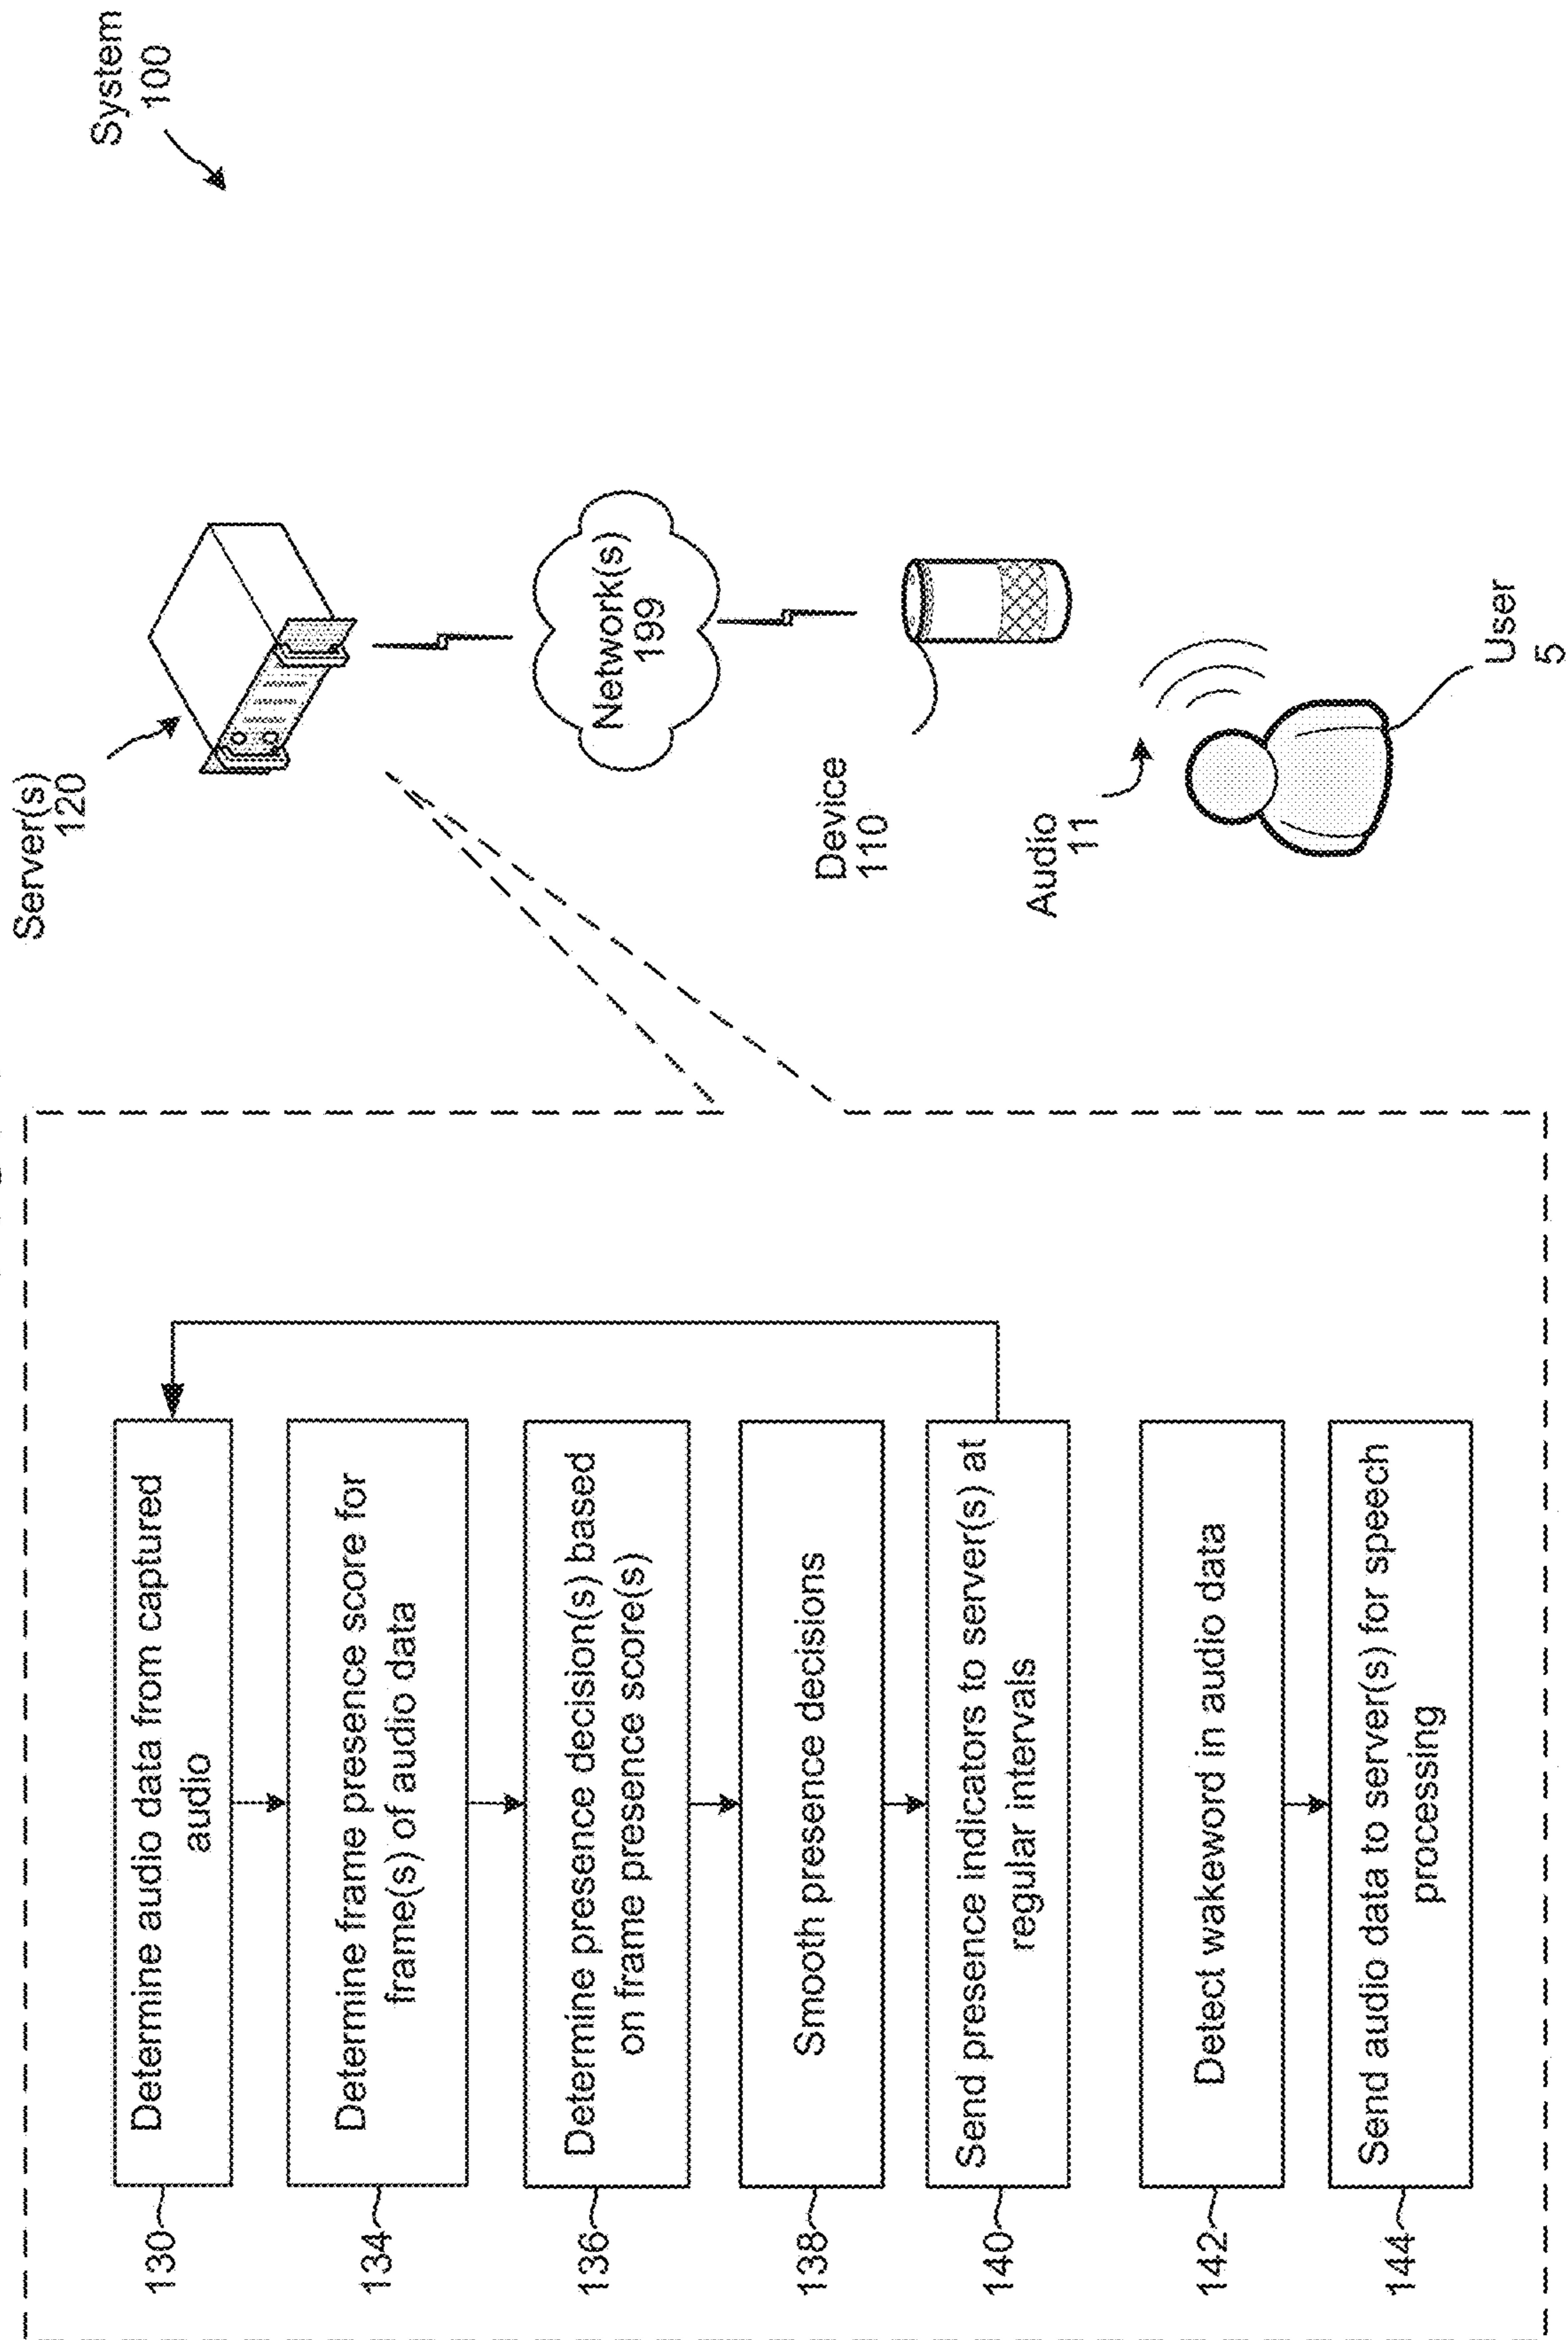 System
100
Server(s)
120
Network(s)
199
Device
110
Audio
11
User
5
130
Determine audio data from captured
audio
134
Determine frame presence score for
frame(s) of audio data
136
Determine presence decision(s) based
on frame presence score(s)
138
Smooth presence decisions
140
Send presence indicators to server(s) at
regular intervals
142
Detect wakeword in audio data
144
Send audio data to server(s) for speech
processing